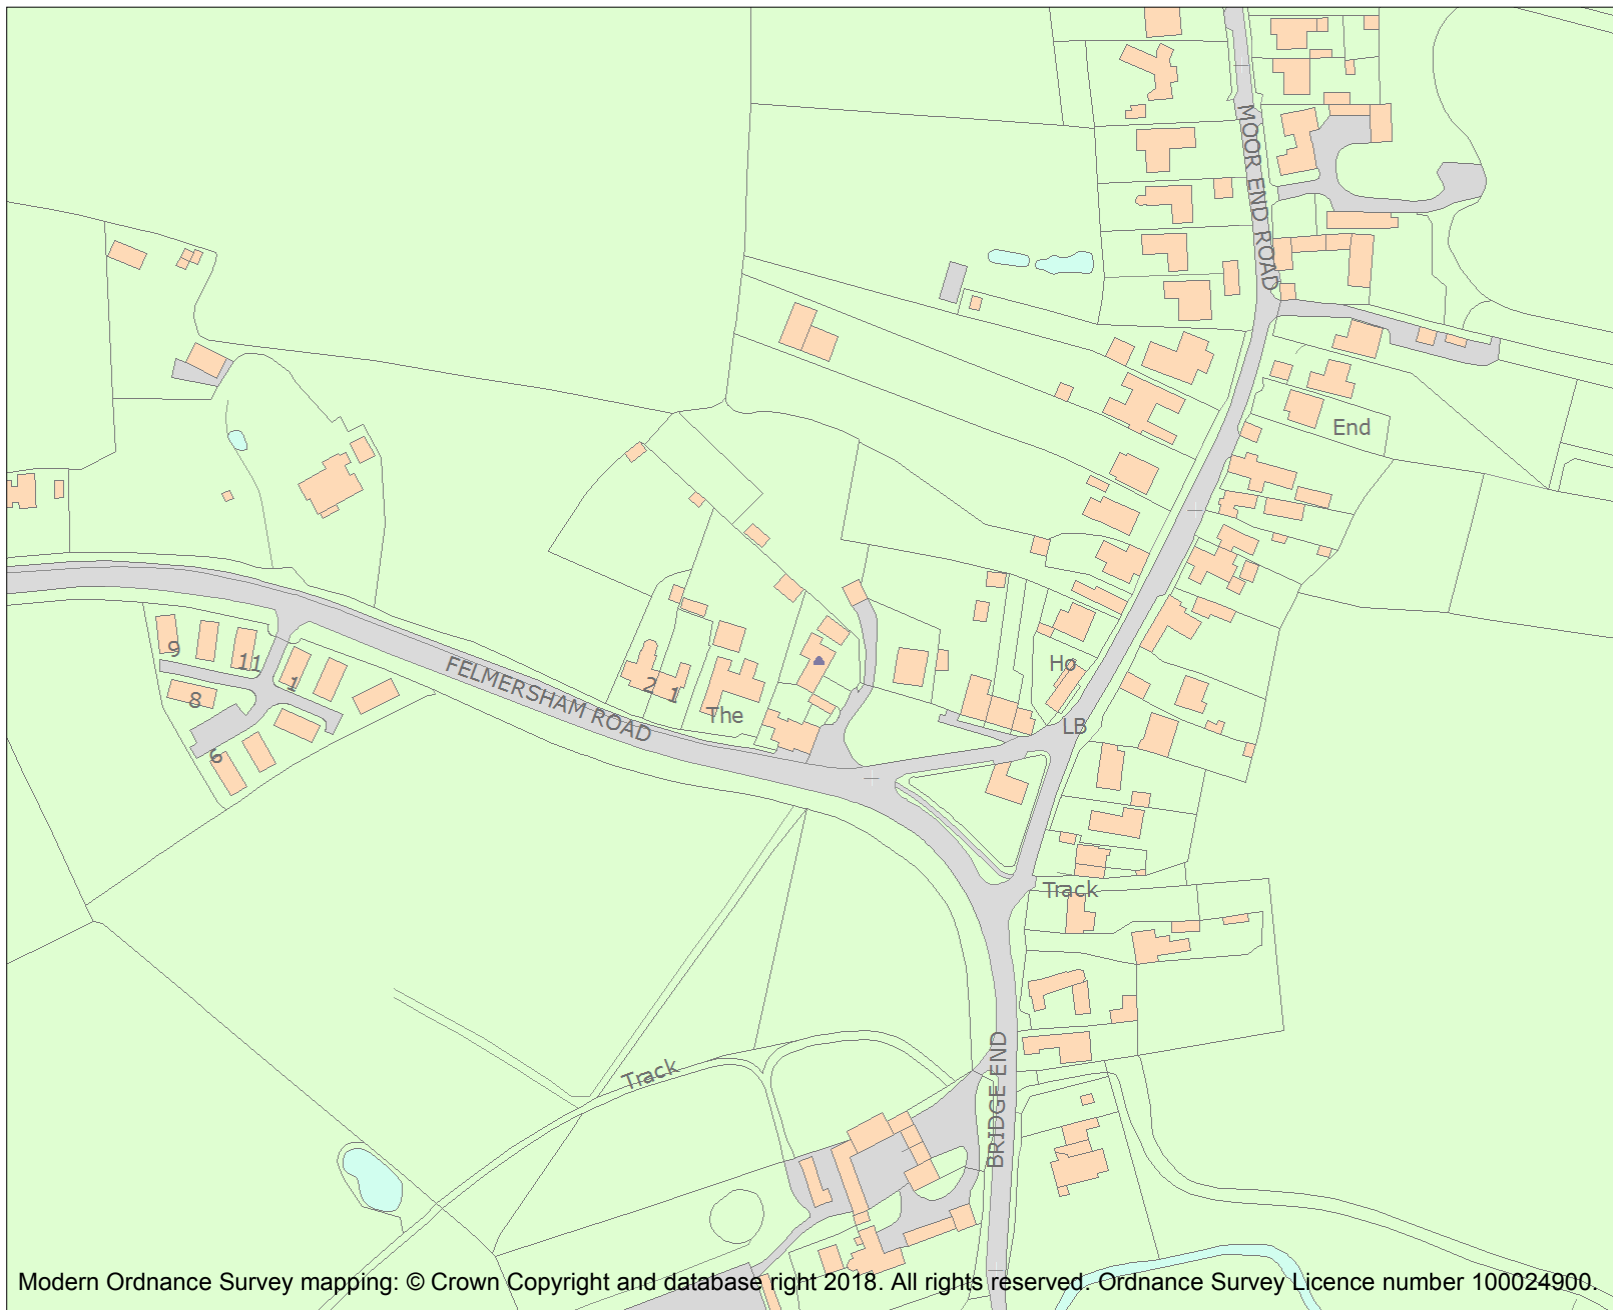 MOOR END ROAD
End
9
11
1
8
6
FELMERSHAM ROAD
2
1
The
Ho
LB
Track
Track
BRIDGE END
Modern Ordnance Survey mapping: © Crown Copyright and database right 2018. All rights reserved. Ordnance Survey Licence number 100024900.